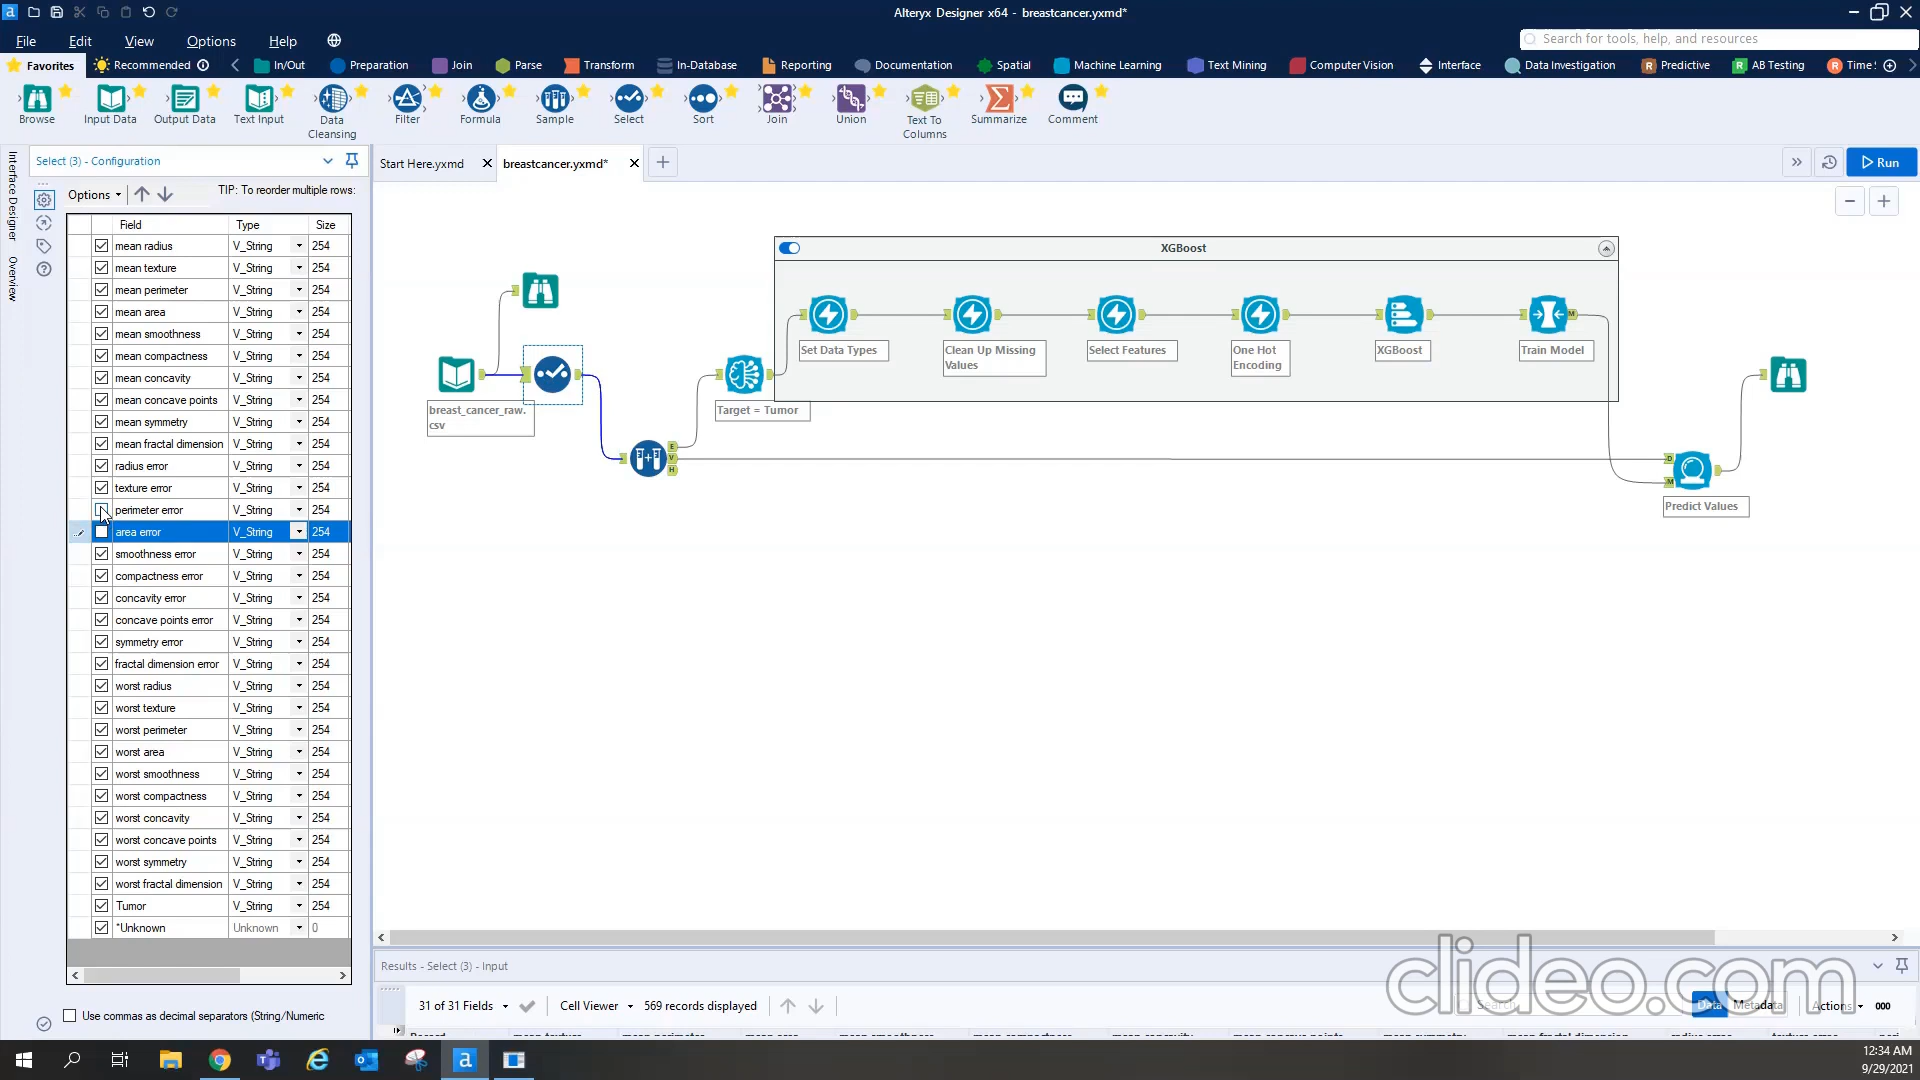 Alteryx Designer x64 - breastcancer.yxmd*
File Edit View Options Help
Search for tools, help, and resources
Favorites Recommended In/Out Preparation Join Parse Transform In-Database Reporting Documentation Spatial Machine Learning Text Mining Computer Vision Interface Data Investigation Predictive AB Testing Time
Browse Input Data Output Data Text Input Data Cleansing Filter Formula Sample Select Sort Join Union Text To Columns Summarize Comment
Interface Designer
Overview
Select (3) - Configuration
Start Here.yxmd breastcancer.yxmd*
Run
Options TIP: To reorder multiple rows:
Field Type Size
mean radius V_String 254
mean texture V_String 254
mean perimeter V_String 254
mean area V_String 254
mean smoothness V_String 254
mean compactness V_String 254
mean concavity V_String 254
mean concave points V_String 254
mean symmetry V_String 254
mean fractal dimension V_String 254
radius error V_String 254
texture error V_String 254
perimeter error V_String 254
area error V_String 254
smoothness error V_String 254
compactness error V_String 254
concavity error V_String 254
concave points error V_String 254
symmetry error V_String 254
fractal dimension error V_String 254
worst radius V_String 254
worst texture V_String 254
worst perimeter V_String 254
worst area V_String 254
worst smoothness V_String 254
worst compactness V_String 254
worst concavity V_String 254
worst concave points V_String 254
worst symmetry V_String 254
worst fractal dimension V_String 254
Tumor V_String 254
*Unknown Unknown 0
Use commas as decimal separators (String/Numeric
XGBoost
Set Data Types
Clean Up Missing
Values
Select Features
One Hot
Encoding
XGBoost
Train Model
M
breast_cancer_raw.
csv
Target = Tumor
E
V
H
D
M
Predict Values
Results - Select (3) - Input
31 of 31 Fields Cell Viewer 569 records displayed Search Data Metadata Actions 000
clideo.com
12:34 AM
9/29/2021